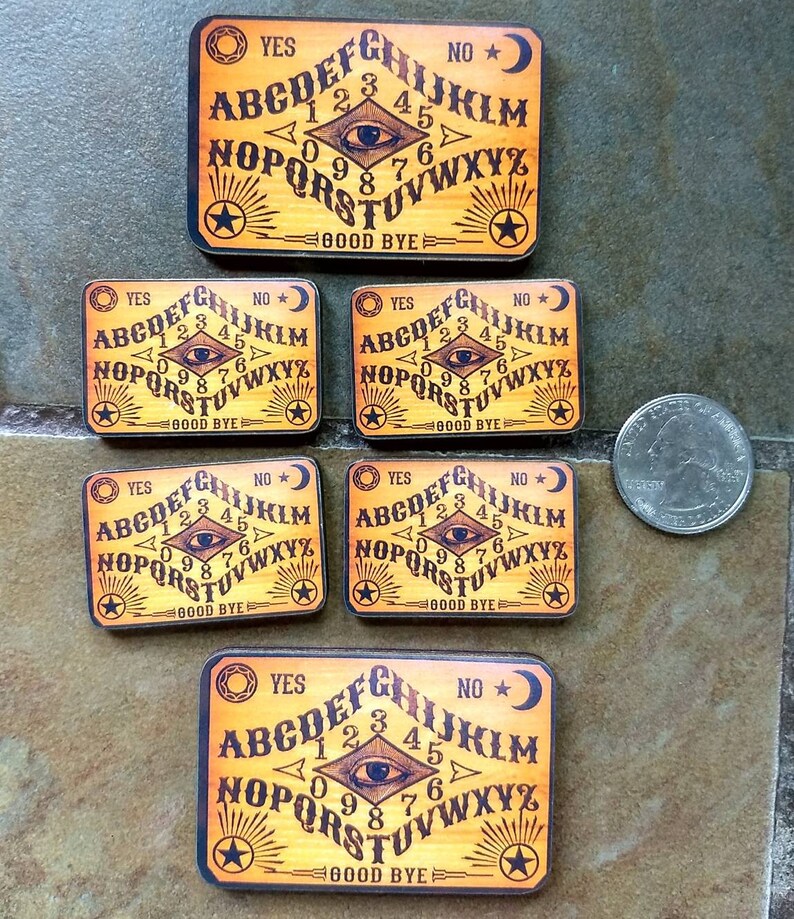 YES NO
ABCDEFGHIJKLM
1 2 3 4 5
0 9 8 7 6
NOPQRSTUVWXYZ
GOOD BYE
YES NO
ABCDEFGHIJKLM
1 2 3 4 5
0 9 8 7 6
NOPQRSTUVWXYZ
GOOD BYE
YES NO
ABCDEFGHIJKLM
1 2 3 4 5
0 9 8 7 6
NOPQRSTUVWXYZ
GOOD BYE
UNITED STATES OF AMERICA
LIBERTY
YES NO
ABCDEFGHIJKLM
1 2 3 4 5
0 9 8 7 6
NOPQRSTUVWXYZ
GOOD BYE
YES NO
ABCDEFGHIJKLM
1 2 3 4 5
0 9 8 7 6
NOPQRSTUVWXYZ
GOOD BYE
YES NO
ABCDEFGHIJKLM
1 2 3 4 5
0 9 8 7 6
NOPQRSTUVWXYZ
GOOD BYE